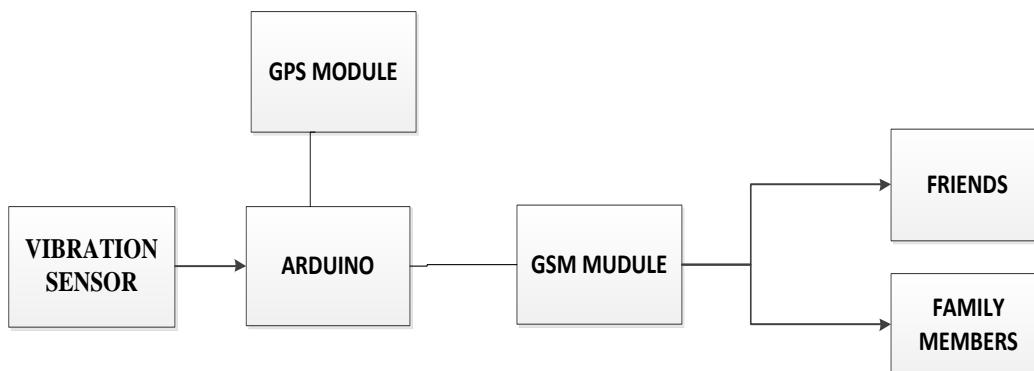 GPS MODULE
FRIENDS
VIBRATION
SENSOR
ARDUINO
GSM MUDULE
FAMILY
MEMBERS